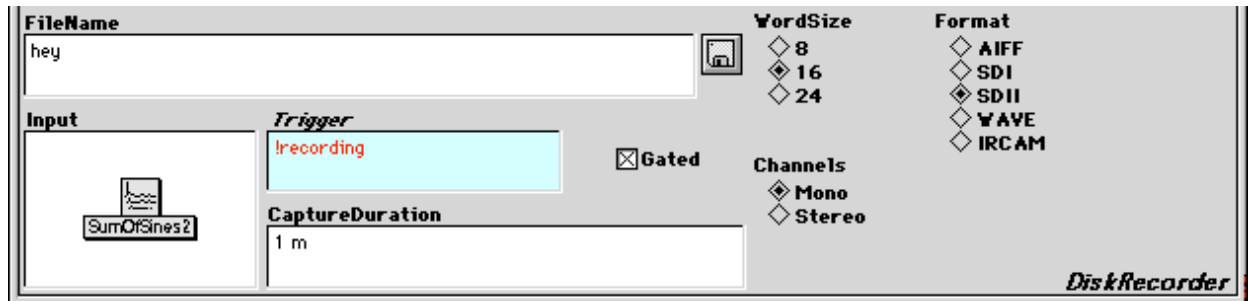 FileName
hey
WordSize
8
16
24
Format
AIFF
SDI
SDII
WAVE
IRCAM
Input
SumOfSines2
Trigger
!recording
Gated
CaptureDuration
1 m
Channels
Mono
Stereo
DiskRecorder